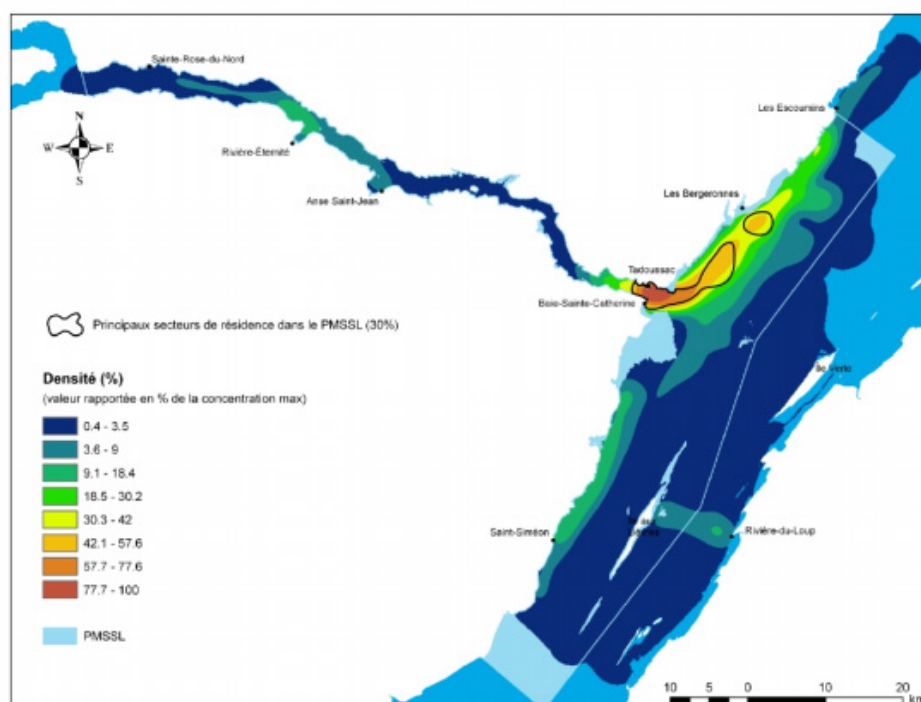 Sainte-Rose-du-Nord
Les Escoumins
N
W E
S
Rivière-Éternité
Anse Saint-Jean
Les Bergeronnes
Tadoussac
Baie-Sainte-Catherine
Principaux secteurs de résidence dans le PMSSL (30%)
Densité (%)
(valeur rapportée en % de la concentration max)
Île Verte
0.4 - 3.5
3.6 - 9
9.1 - 18.4
18.5 - 30.2
30.3 - 42
42.1 - 57.6
57.7 - 77.6
77.7 - 100
Saint-Siméon
Rivière-du-Loup
PMSSL
10 5 0 10 20
km